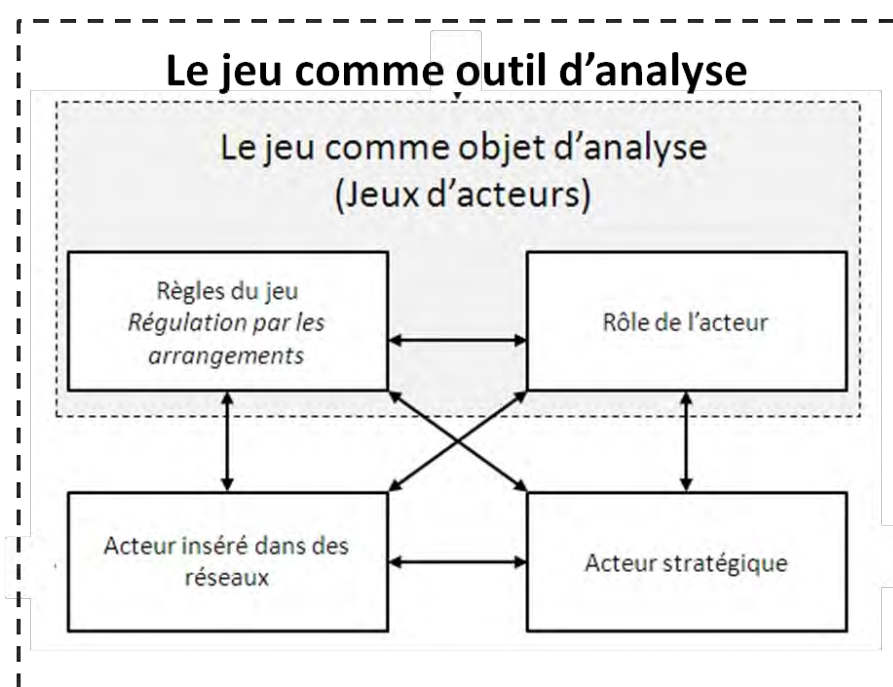 Le jeu comme outil d’analyse
Le jeu comme objet d’analyse
(Jeux d’acteurs)
Règles du jeu
Régulation par les
arrangements
Rôle de l’acteur
Acteur inséré dans des
réseaux
Acteur stratégique